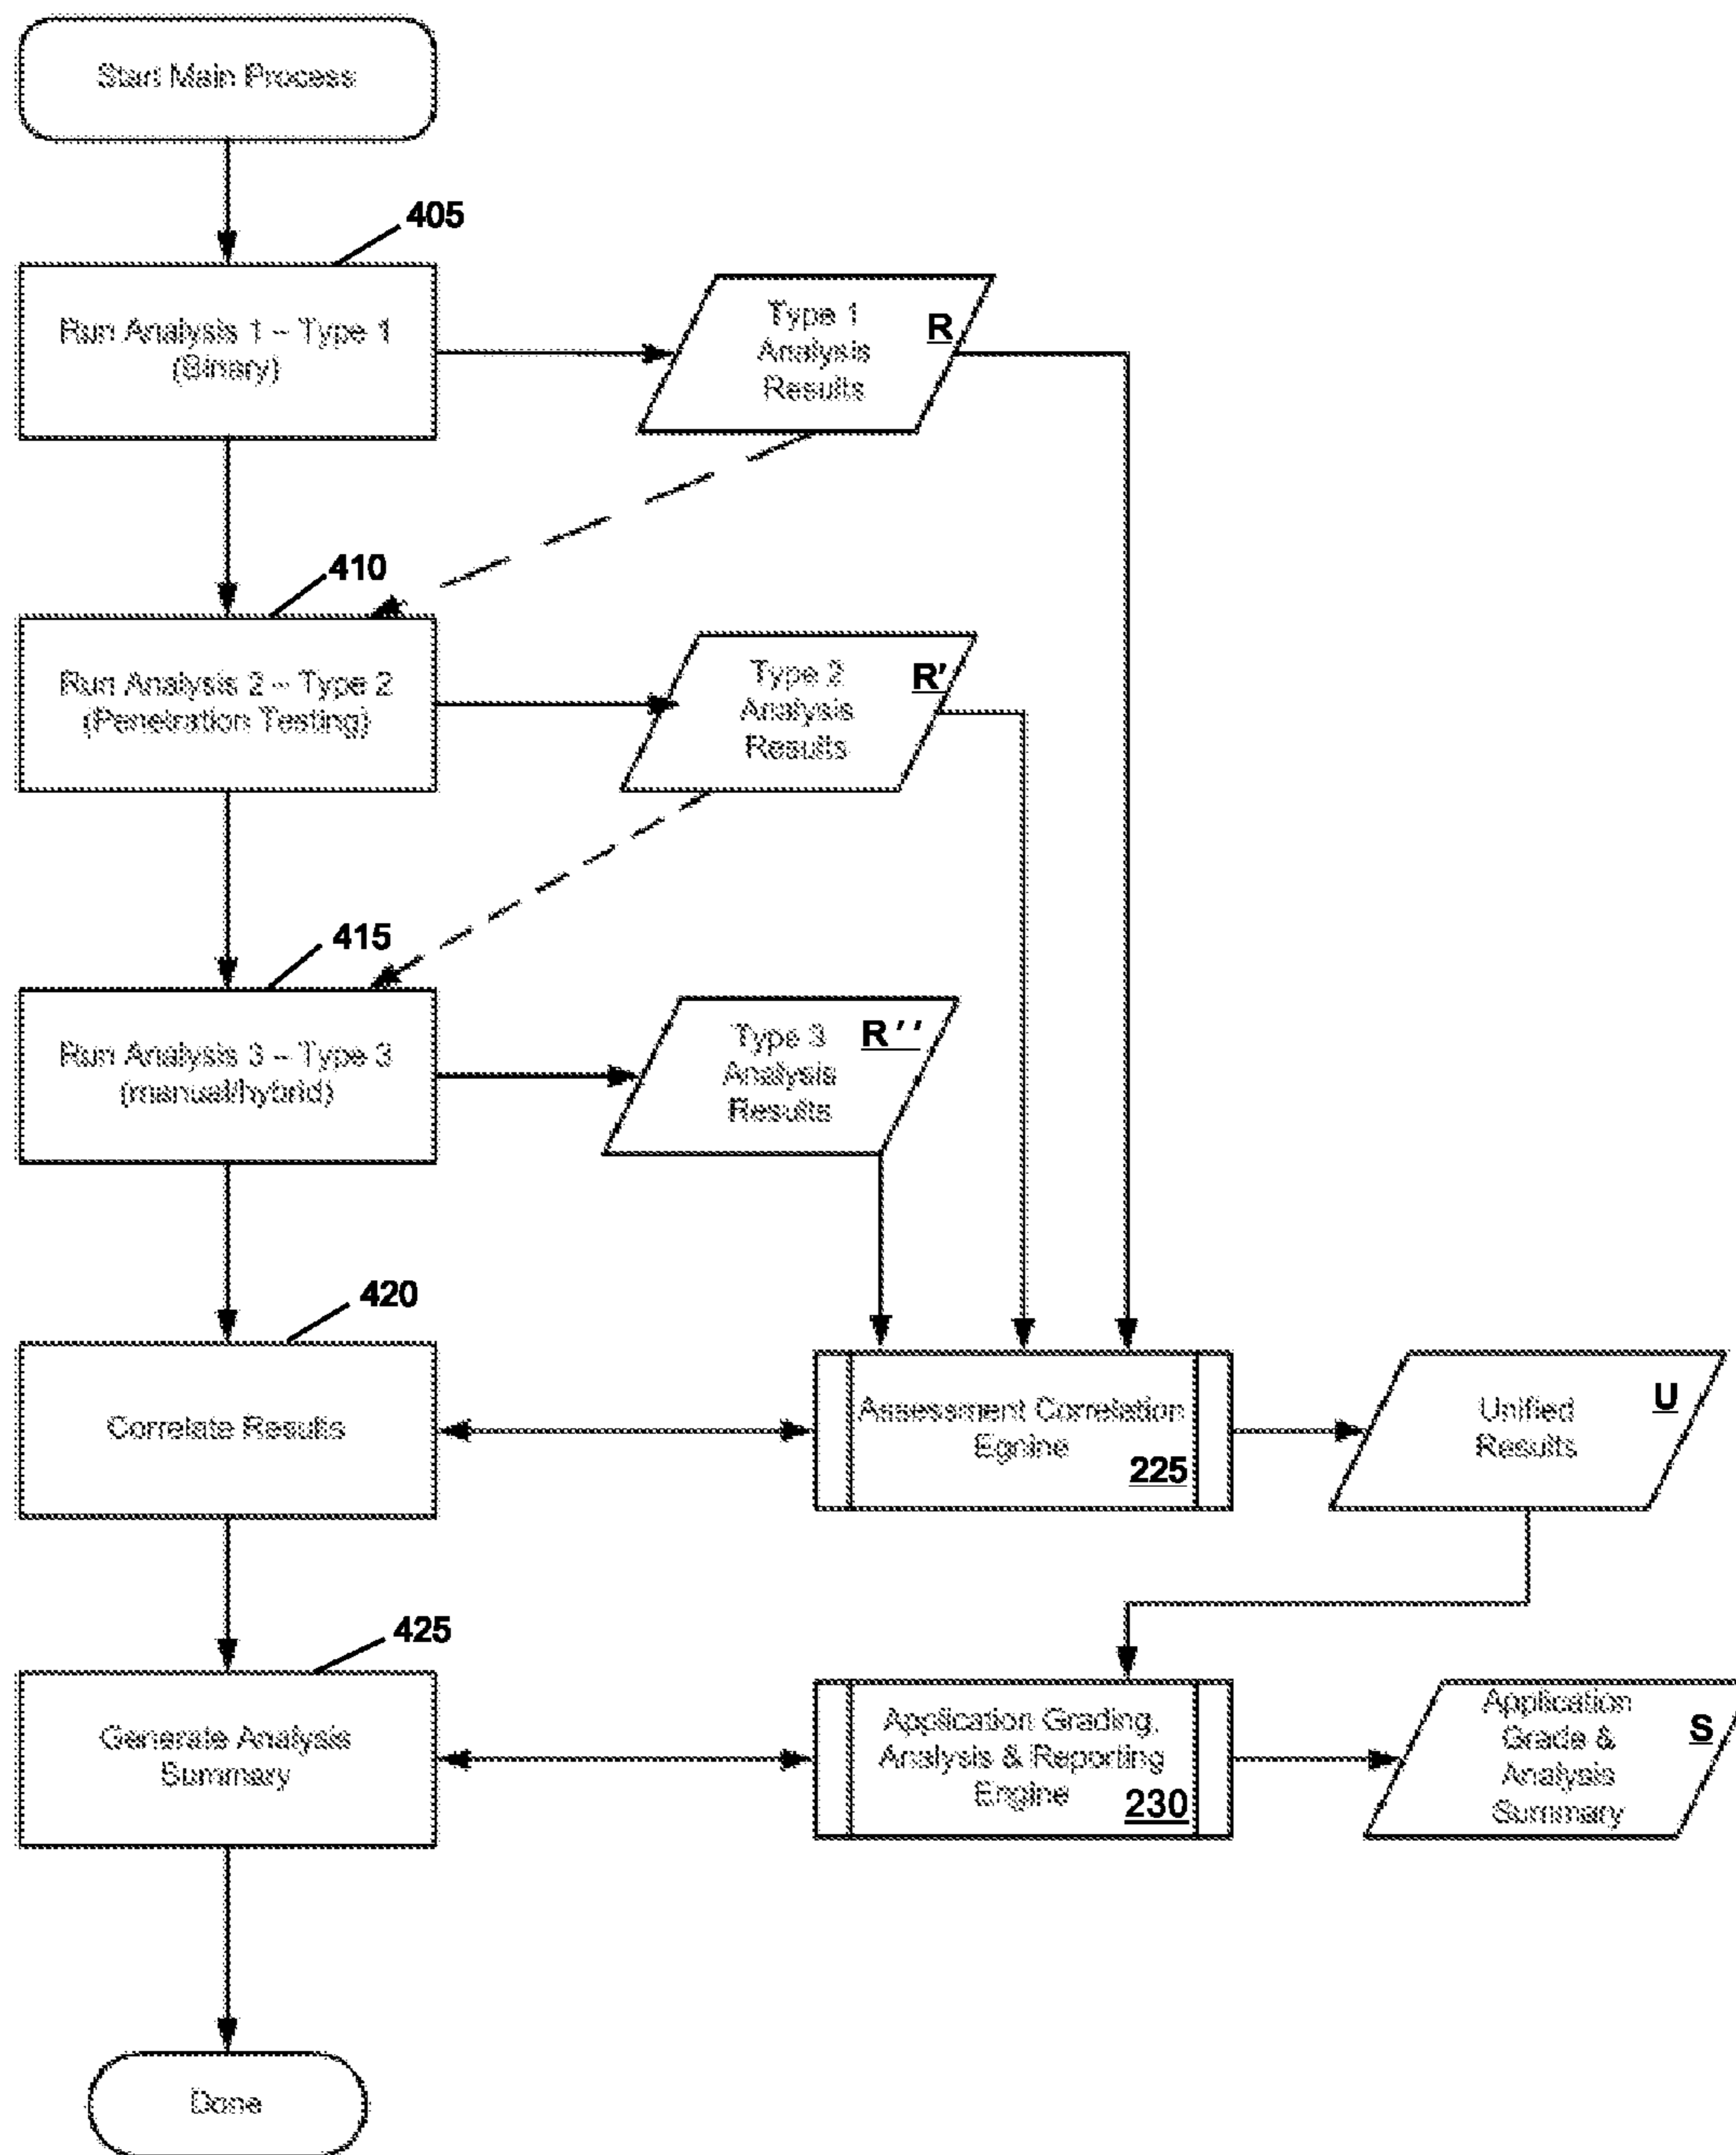 Start Main Process
405
Run Analysis 1 – Type 1
(Binary)
Type 1
Analysis
Results
R
410
Run Analysis 2 – Type 2
(Penetration Testing)
Type 2
Analysis
Results
R'
415
Run Analysis 3 – Type 3
(manual/hybrid)
Type 3
Analysis
Results
R''
420
Correlate Results
Assessment Correlation
Egnine
225
Unified
Results
U
425
Generate Analysis
Summary
Application Grading,
Analysis & Reporting
Engine
230
Application
Grade &
Analysis
Summary
S
Done